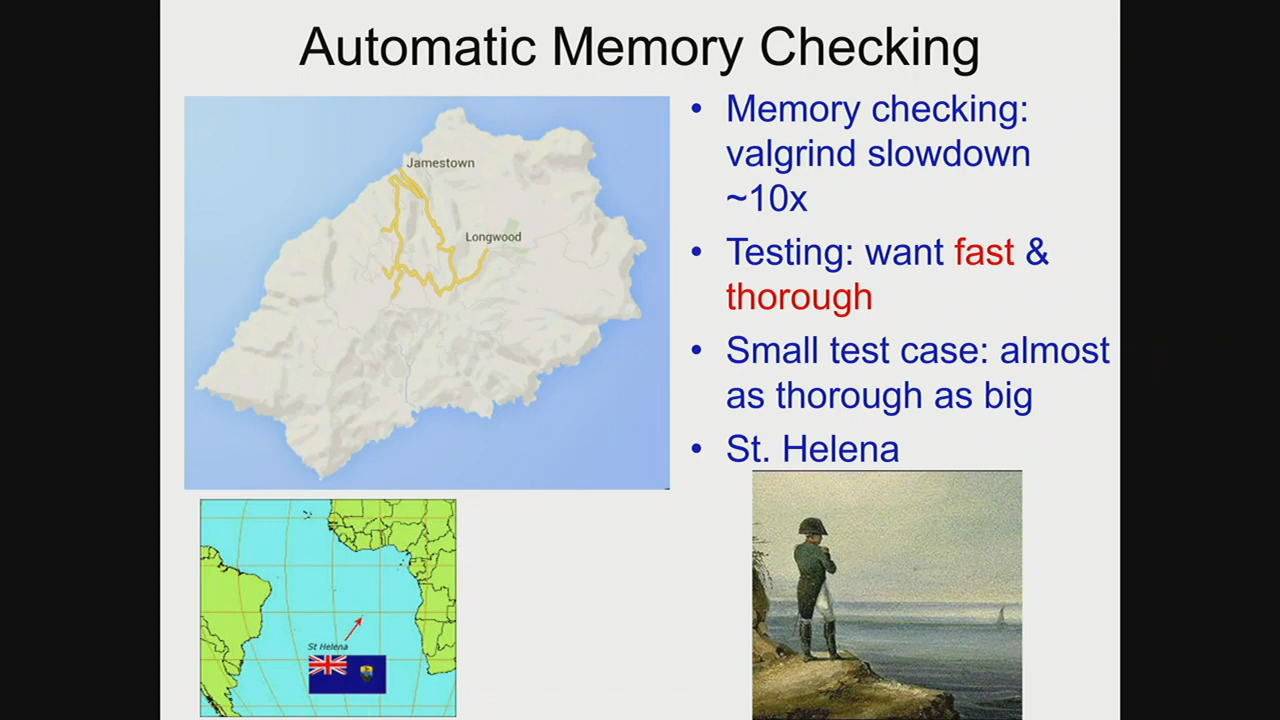 Automatic Memory Checking
Jamestown
Longwood
• Memory checking:
valgrind slowdown
~10x
• Testing: want fast &
thorough
• Small test case: almost
as thorough as big
• St. Helena
St Helena